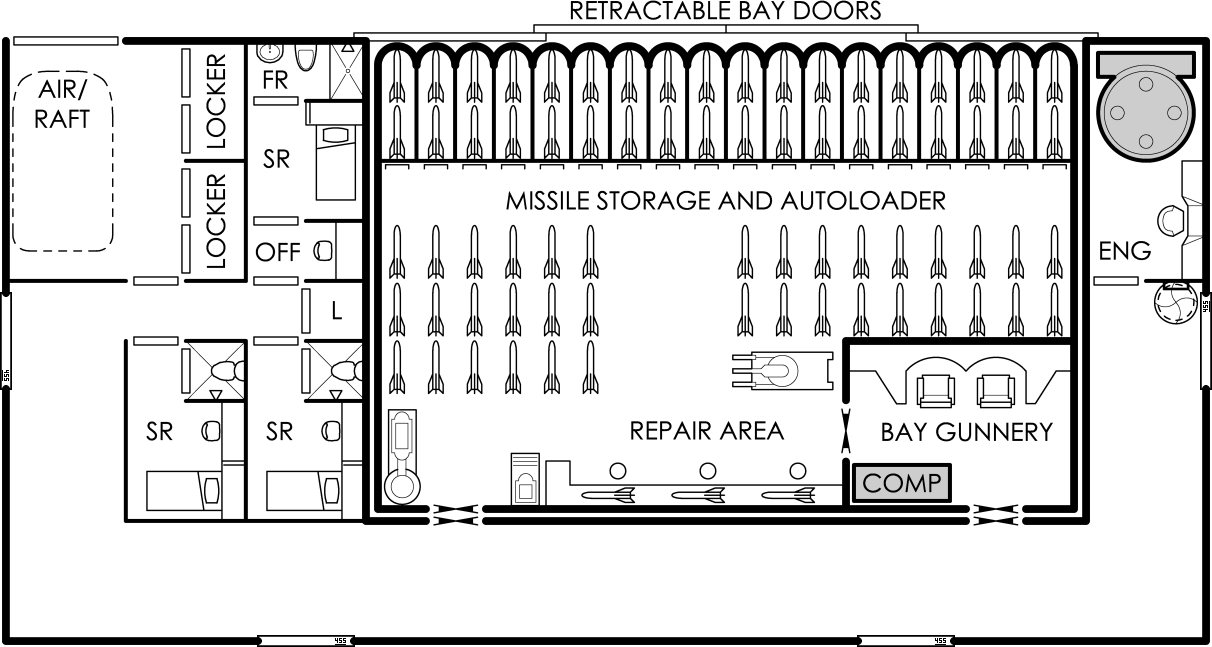 RETRACTABLE BAY DOORS
AIR/
RAFT
LOCKER
LOCKER
FR
SR
OFF
L
MISSILE STORAGE AND AUTOLOADER
ENG
SR
SR
REPAIR AREA
BAY GUNNERY
COMP
455
455
455
455